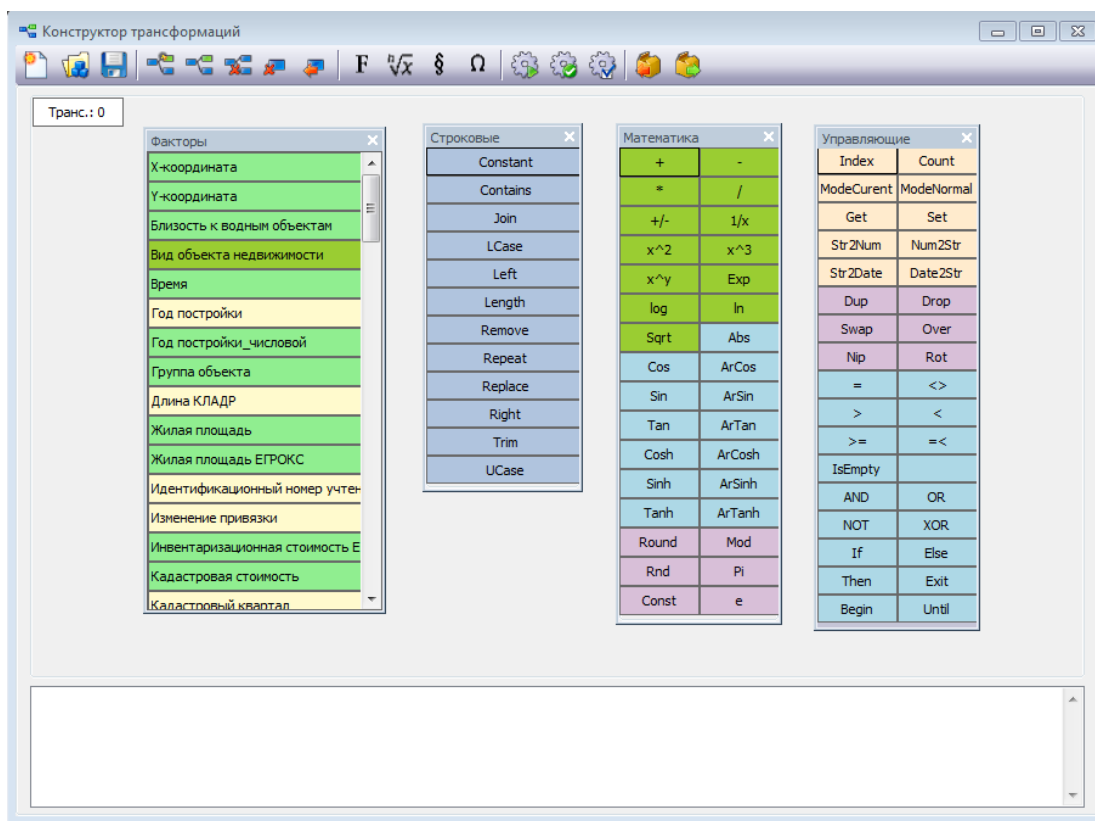 Конструктор трансформаций
F √x § Ω
Транс.: 0
Факторы
X-координата
Y-координата
Близость к водным объектам
Вид объекта недвижимости
Время
Год постройки
Год постройки_числовой
Группа объекта
Длина КЛАДР
Жилая площадь
Жилая площадь ЕГРОКС
Идентификационный номер учтен
Изменение привязки
Инвентаризационная стоимость Е
Кадастровая стоимость
Кадастровый квартал
Строковые
Constant
Contains
Join
LCase
Left
Length
Remove
Repeat
Replace
Right
Trim
UCase
Математика
+ -
* /
+/- 1/x
x^2 x^3
x^y Exp
log ln
Sqrt Abs
Cos ArCos
Sin ArSin
Tan ArTan
Cosh ArCosh
Sinh ArSinh
Tanh ArTanh
Round Mod
Rnd Pi
Const e
Управляющие
Index Count
ModeCurent ModeNormal
Get Set
Str2Num Num2Str
Str2Date Date2Str
Dup Drop
Swap Over
Nip Rot
= <>
> <
>= =<
IsEmpty
AND OR
NOT XOR
If Else
Then Exit
Begin Until